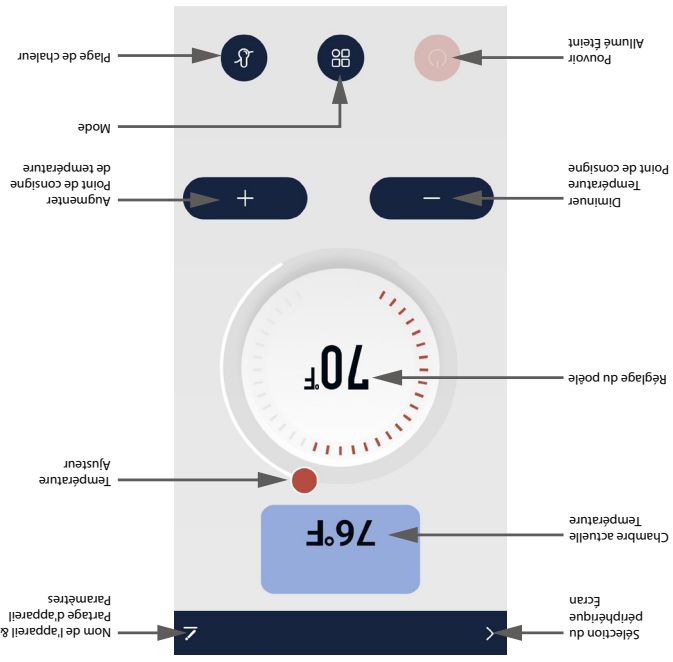 Sélection du
périphérique
Écran
Nom de l'appareil &
Partage d'appareil
Paramètres
Chambre actuelle
Température
76°F
Température
Ajusteur
Réglage du poêle
70°F
Diminuer
Température
Point de consigne
−
+
Augmenter
Point de consigne
de température
Mode
Pouvoir
Allumé Éteint
Plage de chaleur